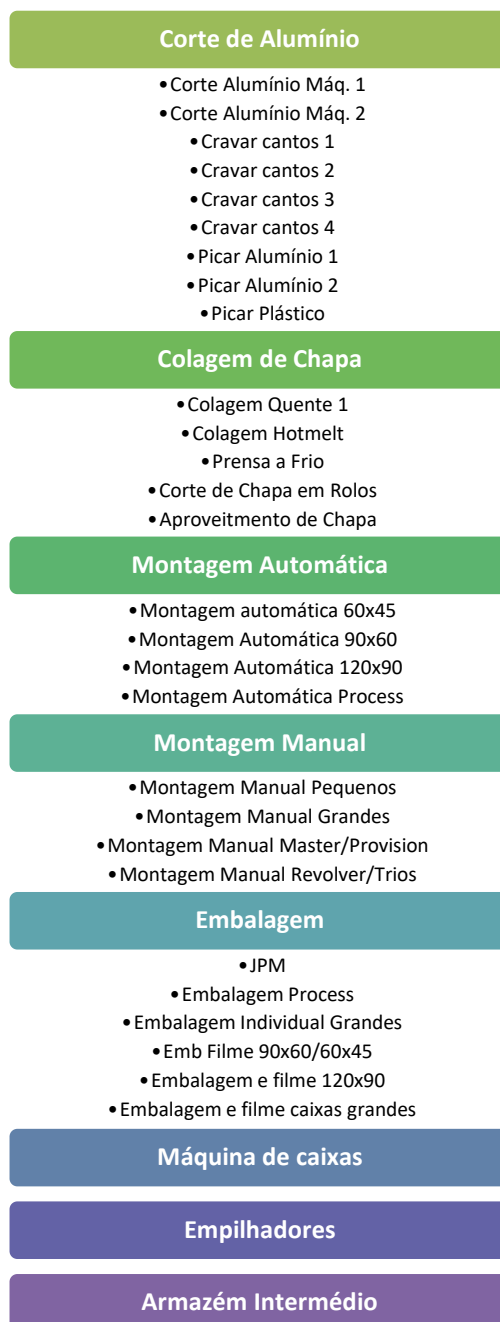 Corte de Alumínio
•Corte Alumínio Máq. 1
•Corte Alumínio Máq. 2
•Cravar cantos 1
•Cravar cantos 2
•Cravar cantos 3
•Cravar cantos 4
•Picar Alumínio 1
•Picar Alumínio 2
•Picar Plástico
Colagem de Chapa
•Colagem Quente 1
•Colagem Hotmelt
•Prensa a Frio
•Corte de Chapa em Rolos
•Aproveitmento de Chapa
Montagem Automática
•Montagem automática 60x45
•Montagem Automática 90x60
•Montagem Automática 120x90
•Montagem Automática Process
Montagem Manual
•Montagem Manual Pequenos
•Montagem Manual Grandes
•Montagem Manual Master/Provision
•Montagem Manual Revolver/Trios
Embalagem
•JPM
•Embalagem Process
•Embalagem Individual Grandes
•Emb Filme 90x60/60x45
•Embalagem e filme 120x90
•Embalagem e filme caixas grandes
Máquina de caixas
Empilhadores
Armazém Intermédio